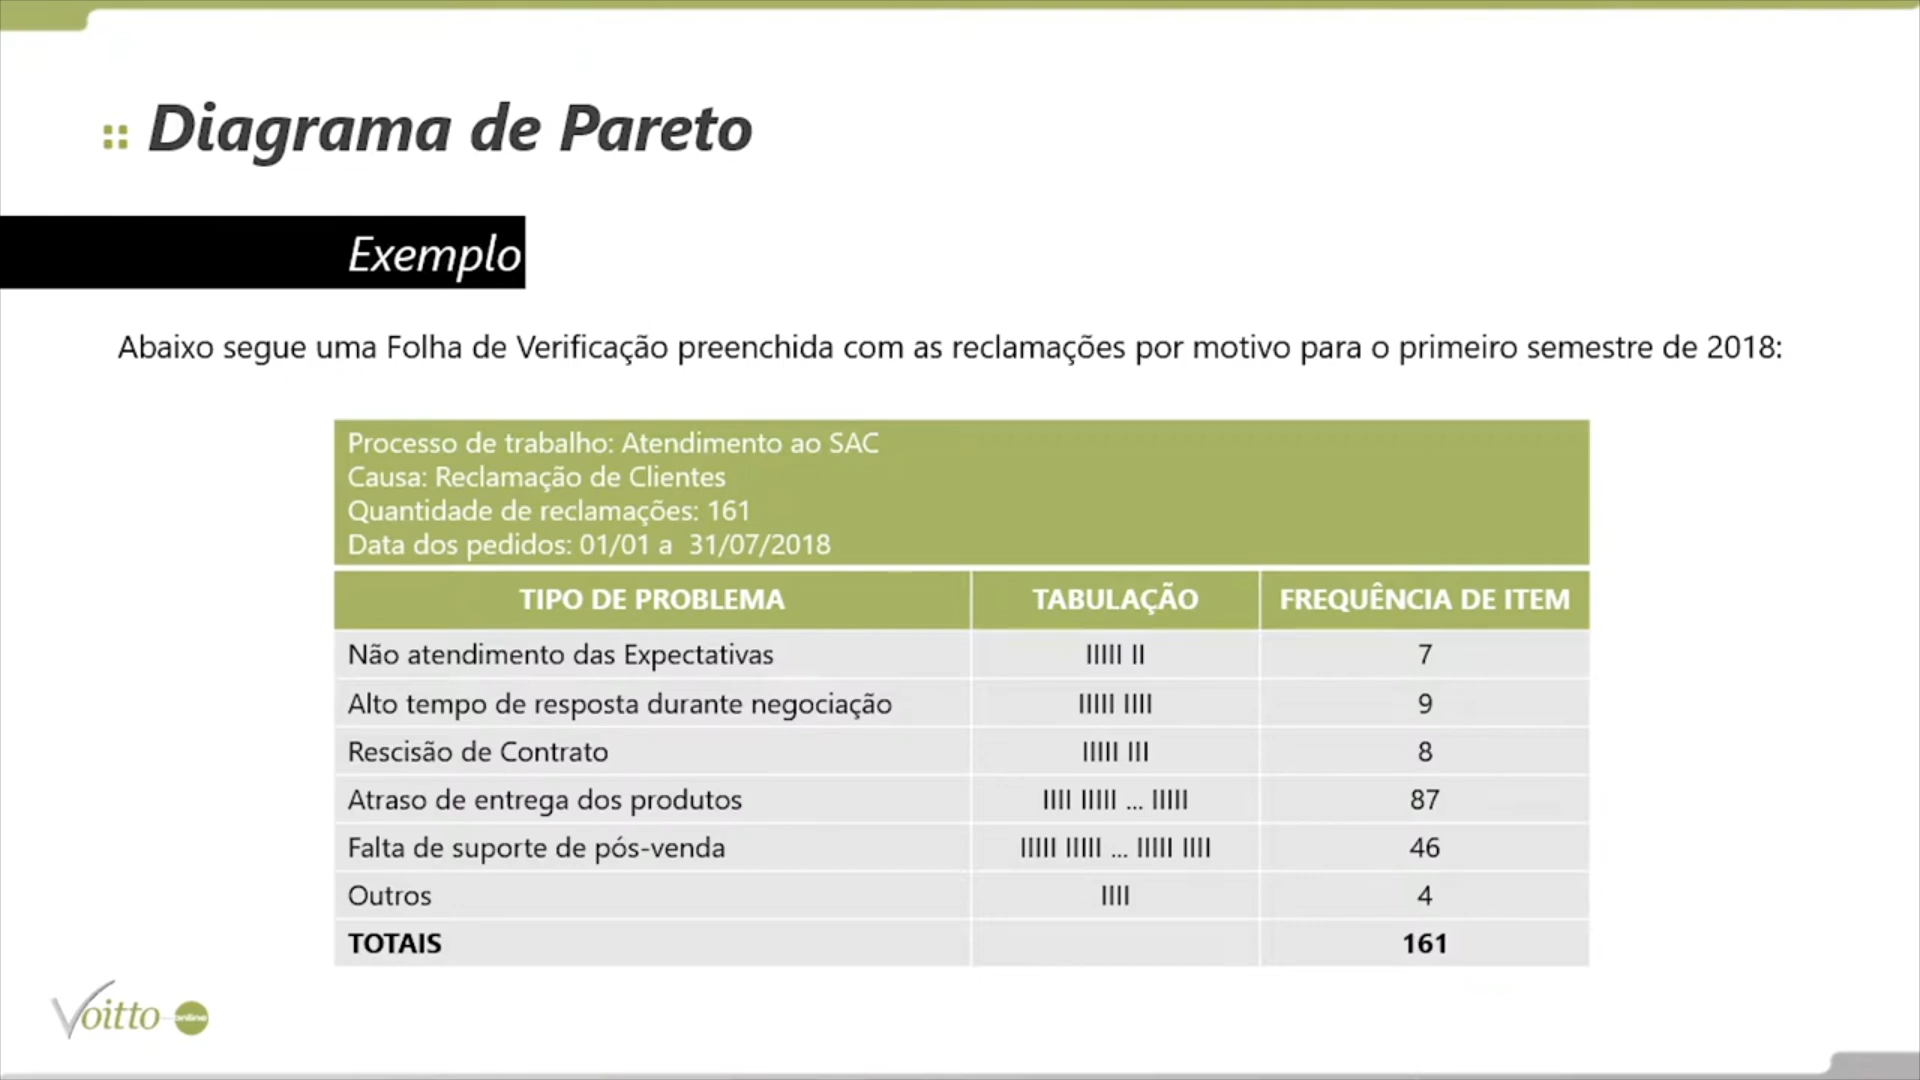 Diagrama de Pareto
Exemplo
Abaixo segue uma Folha de Verificação preenchida com as reclamações por motivo para o primeiro semestre de 2018:
Processo de trabalho: Atendimento ao SAC
Causa: Reclamação de Clientes
Quantidade de reclamações: 161
Data dos pedidos: 01/01 a 31/07/2018
TIPO DE PROBLEMA TABULAÇÃO FREQUÊNCIA DE ITEM
Não atendimento das Expectativas IIIII II 7
Alto tempo de resposta durante negociação IIIII IIII 9
Rescisão de Contrato IIIII III 8
Atraso de entrega dos produtos IIII IIIII ... IIIII 87
Falta de suporte de pós-venda IIIII IIIII ... IIIII IIII 46
Outros IIII 4
TOTAIS 161
Voitto online